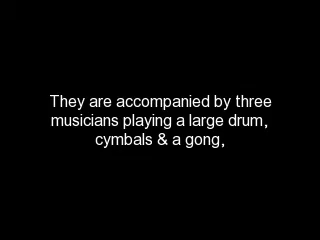 They are accompanied by three
musicians playing a large drum,
cymbals & a gong,